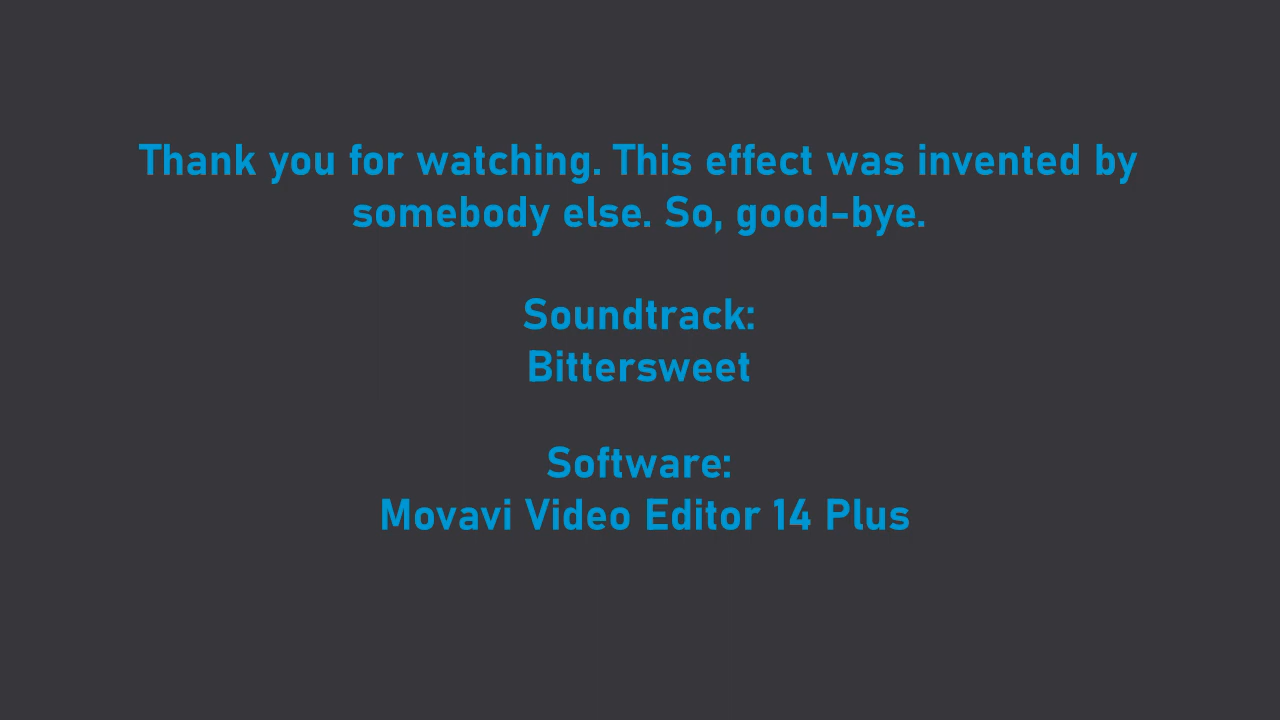 Thank you for watching. This effect was invented by
somebody else. So, good-bye.
Soundtrack:
Bittersweet
Software:
Movavi Video Editor 14 Plus